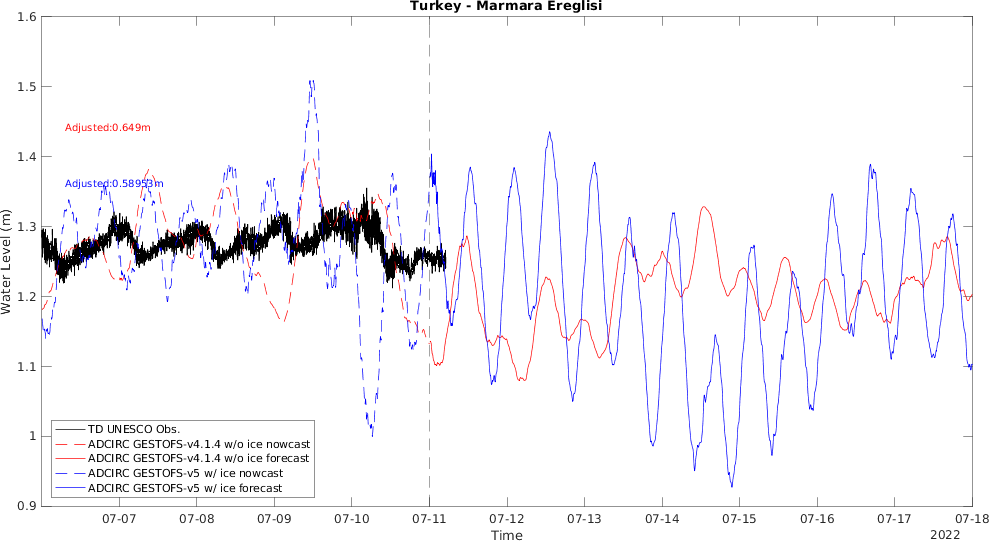 Turkey - Marmara Ereglisi
1.6
1.5
1.4
1.3
1.2
1.1
1
0.9
Water Level (m)
Adjusted:0.649m
Adjusted:0.58953m
TD UNESCO Obs.
ADCIRC GESTOFS-v4.1.4 w/o ice nowcast
ADCIRC GESTOFS-v4.1.4 w/o ice forecast
ADCIRC GESTOFS-v5 w/ ice nowcast
ADCIRC GESTOFS-v5 w/ ice forecast
07-07 07-08 07-09 07-10 07-11 07-12 07-13 07-14 07-15 07-16 07-17 07-18
Time
2022